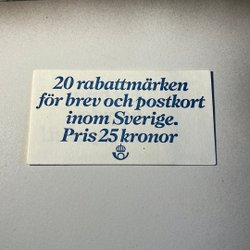 20 rabattmärken
för brev och postkort
inom Sverige.
Pris 25 kronor